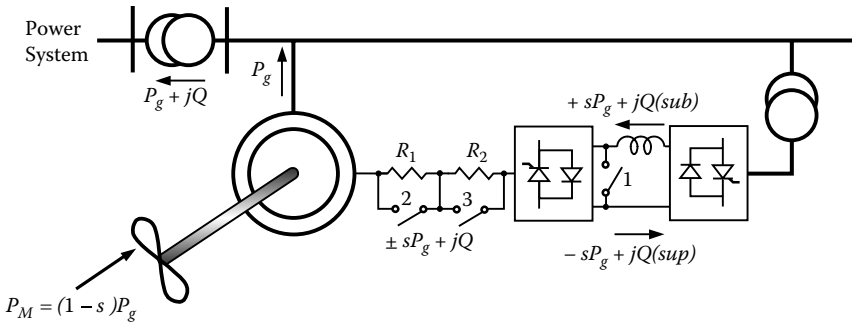 Power
System
P_g + jQ
P_g
+ sP_g + jQ(sub)
R_1
R_2
1
2
3
± sP_g + jQ
− sP_g + jQ(sup)
P_M = (1 − s )P_g